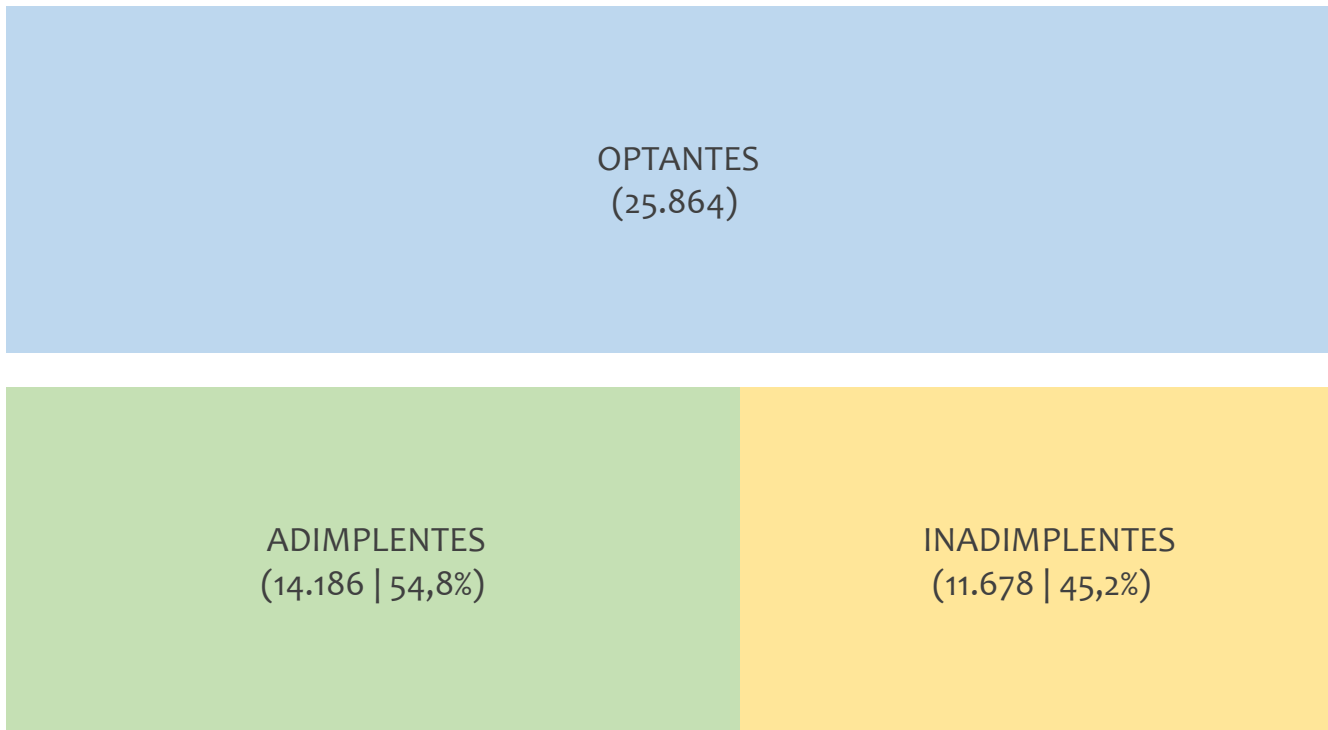 OPTANTES
(25.864)
ADIMPLENTES
(14.186 | 54,8%)
INADIMPLENTES
(11.678 | 45,2%)